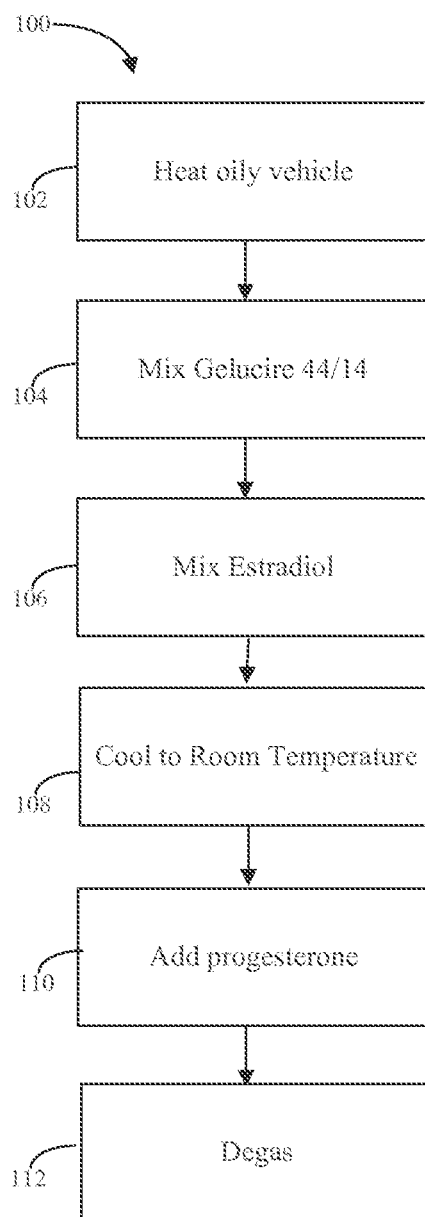 100
Heat oily vehicle
102
Mix Gelucire 44/14
104
Mix Estradiol
106
Cool to Room Temperature
108
Add progesterone
110
Degas
112